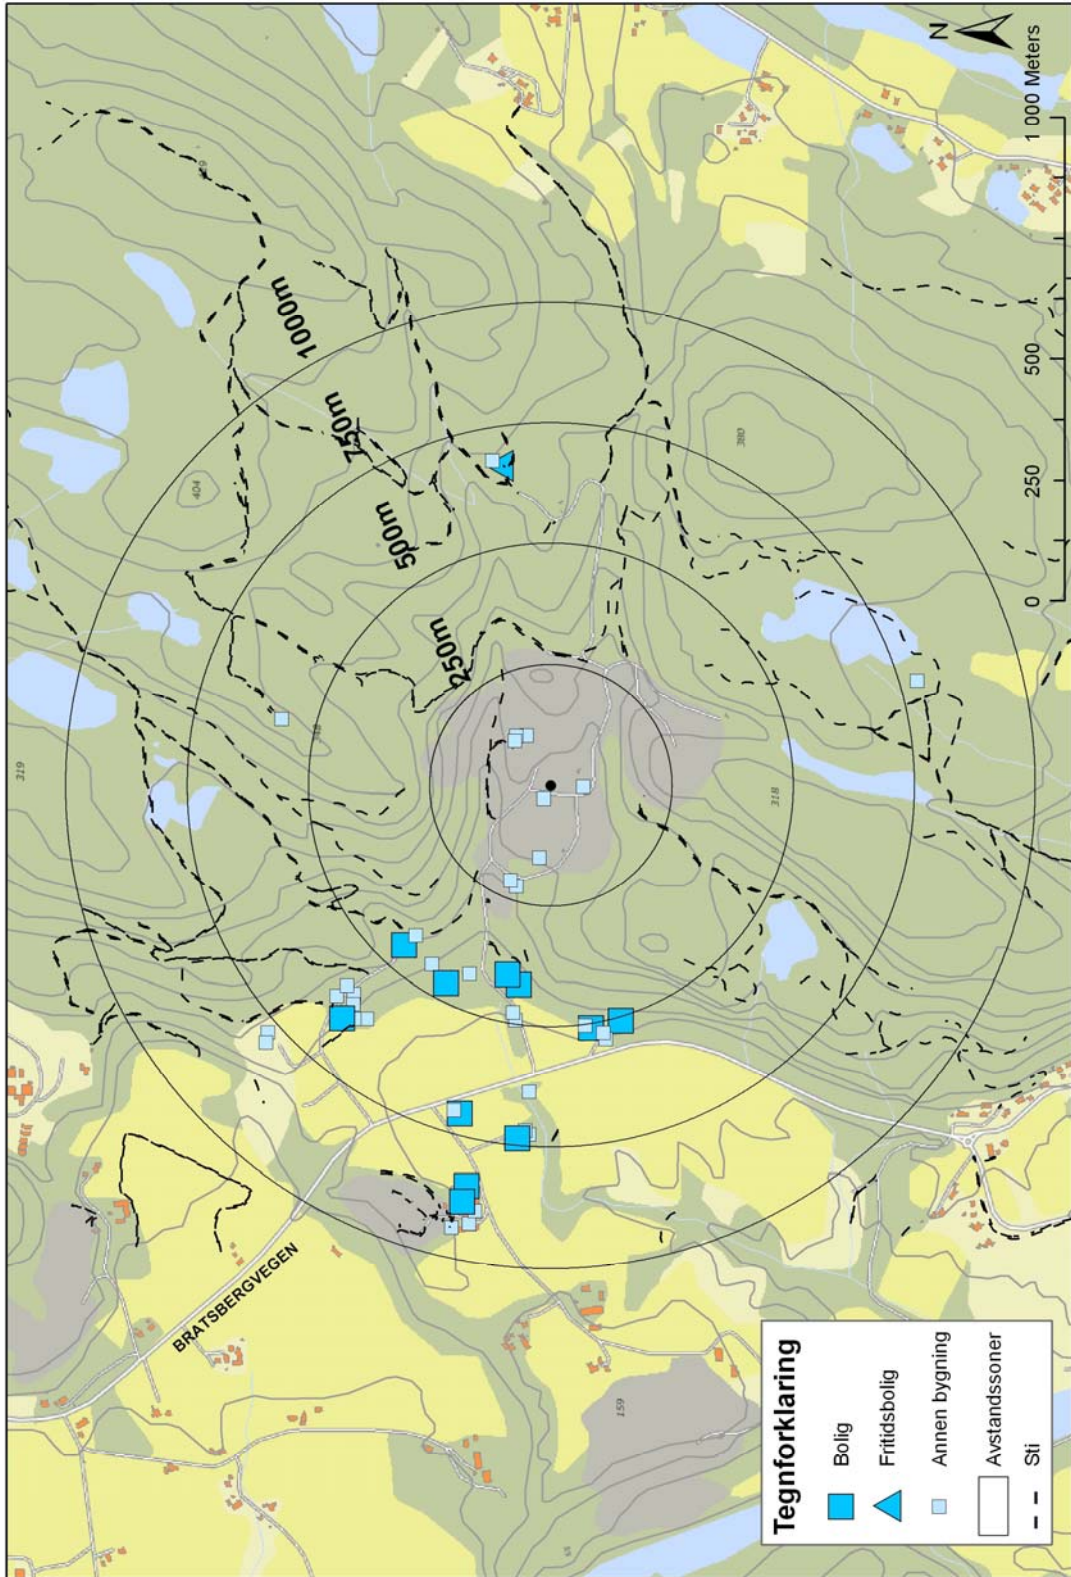 319
404
1000m
750m
500m
250m
380
318
BRATSBERGVEGEN
159
N
0
250
500
1 000 Meters
Tegnforklaring
Bolig
Fritidsbolig
Annen bygning
Avstandssoner
Sti